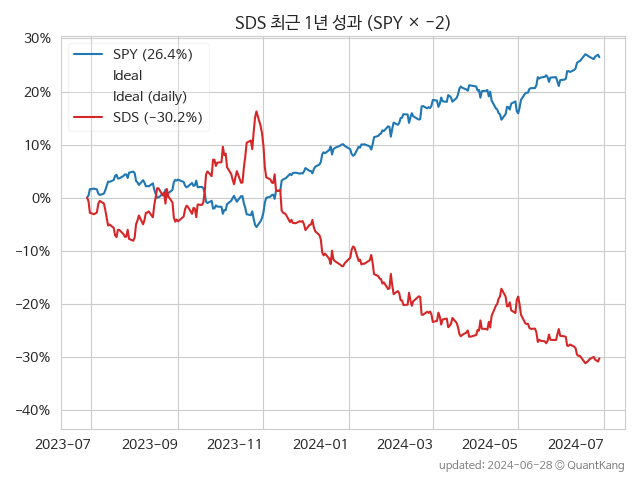 SDS 최근 1년 성과 (SPY × −2)
30%
20%
10%
0%
−10%
−20%
−30%
−40%
SPY (26.4%)
Ideal
Ideal (daily)
SDS (−30.2%)
2023-07 2023-09 2023-11 2024-01 2024-03 2024-05 2024-07
updated: 2024-06-28 © QuantKang